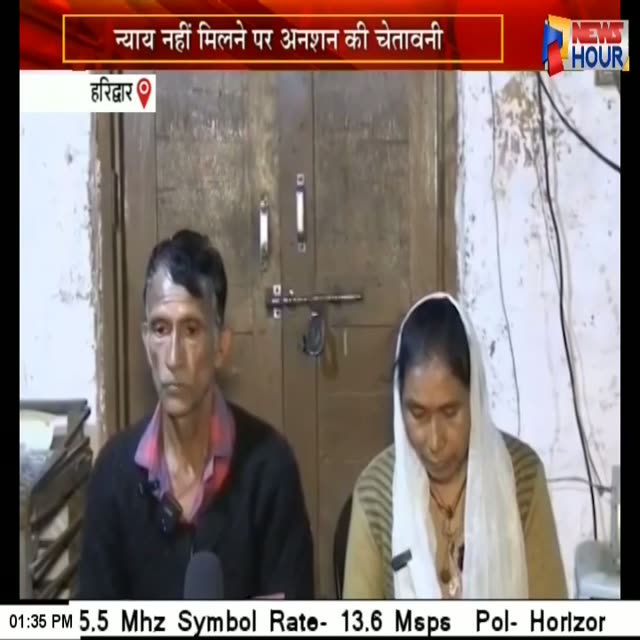 न्याय नहीं मिलने पर अनशन की चेतावनी
NEWS
HOUR
हरिद्वार
01:35 PM 5.5 Mhz Symbol Rate- 13.6 Msps Pol- Horizor